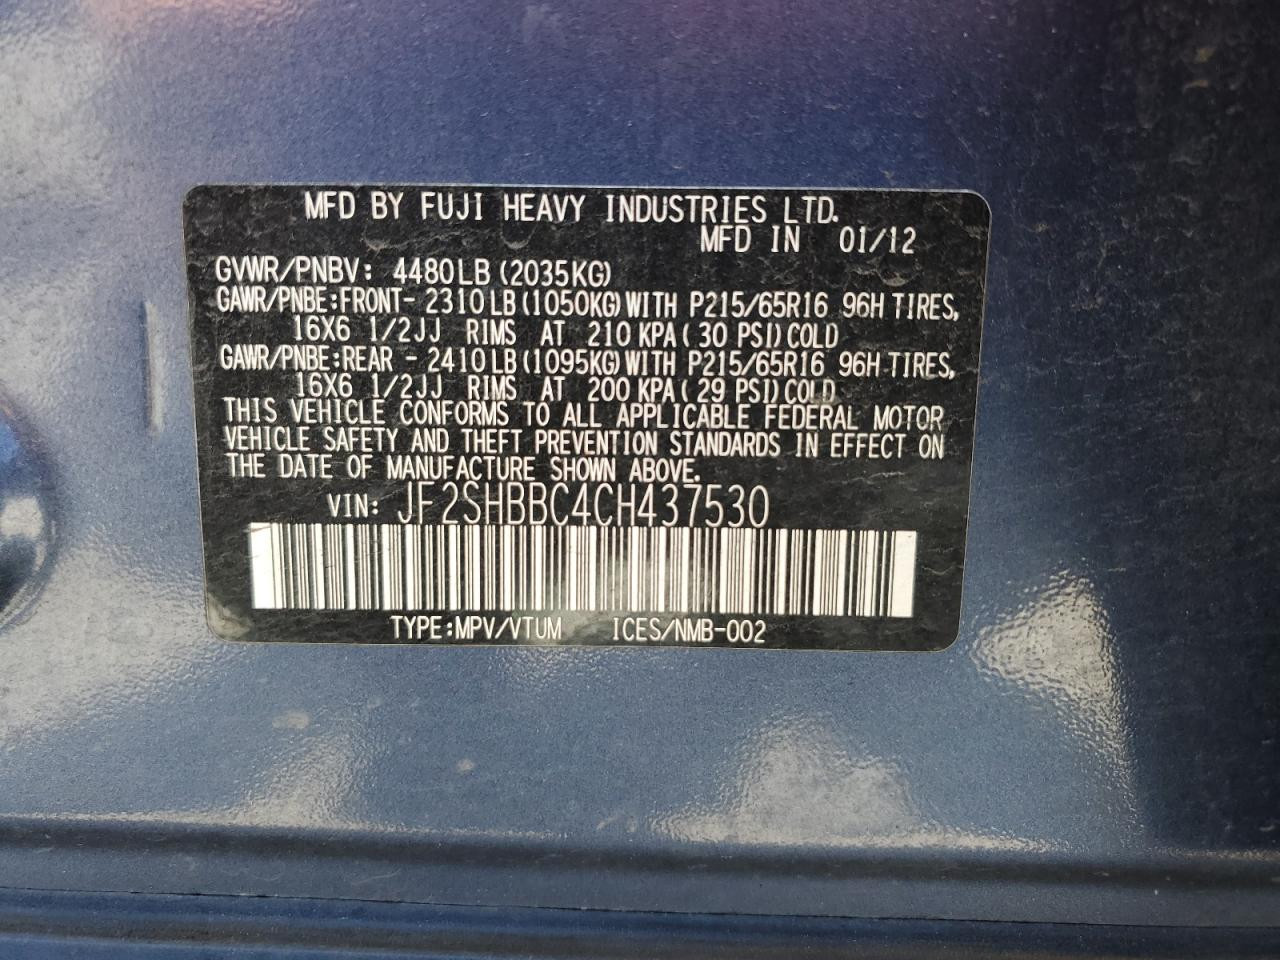 MFD BY FUJI HEAVY INDUSTRIES LTD.
MFD IN 01/12
GVWR/PNBV: 4480LB (2035KG)
GAWR/PNBE:FRONT- 2310LB (1050KG) WITH P215/65R16 96H TIRES,
16X6 1/2JJ RIMS AT 210 KPA( 30 PSI) COLD
GAWR/PNBE:REAR - 2410LB (1095KG) WITH P215/65R16 96H TIRES,
16X6 1/2JJ RIMS AT 200 KPA( 29 PSI) COLD
THIS VEHICLE CONFORMS TO ALL APPLICABLE FEDERAL MOTOR
VEHICLE SAFETY AND THEFT PREVENTION STANDARDS IN EFFECT ON
THE DATE OF MANUFACTURE SHOWN ABOVE.
VIN: JF2SHBBC4CH437530
TYPE:MPV/VTUM ICES/NMB-002